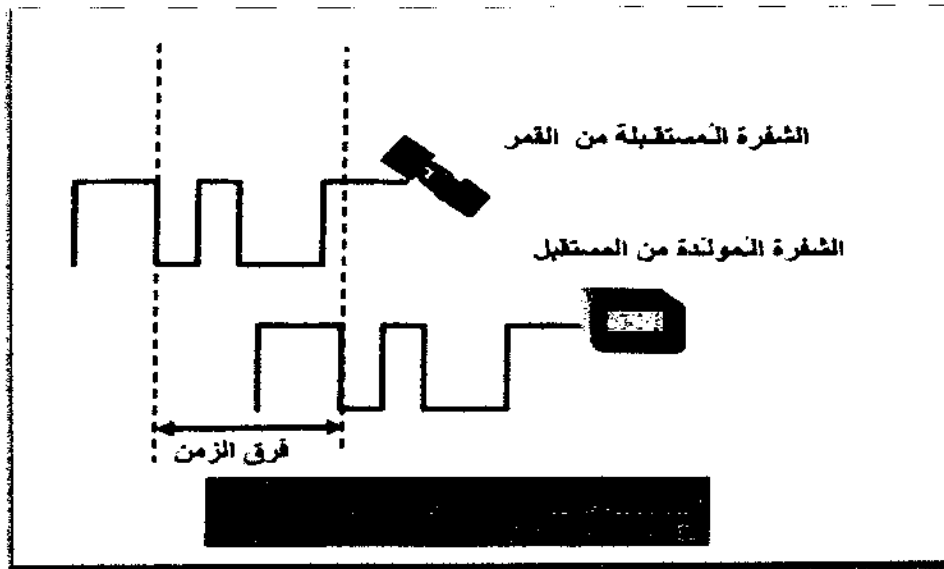 الشفرة المستقبلة من القمر
الشفرة المولدة من المستقبل
فرق الزمن